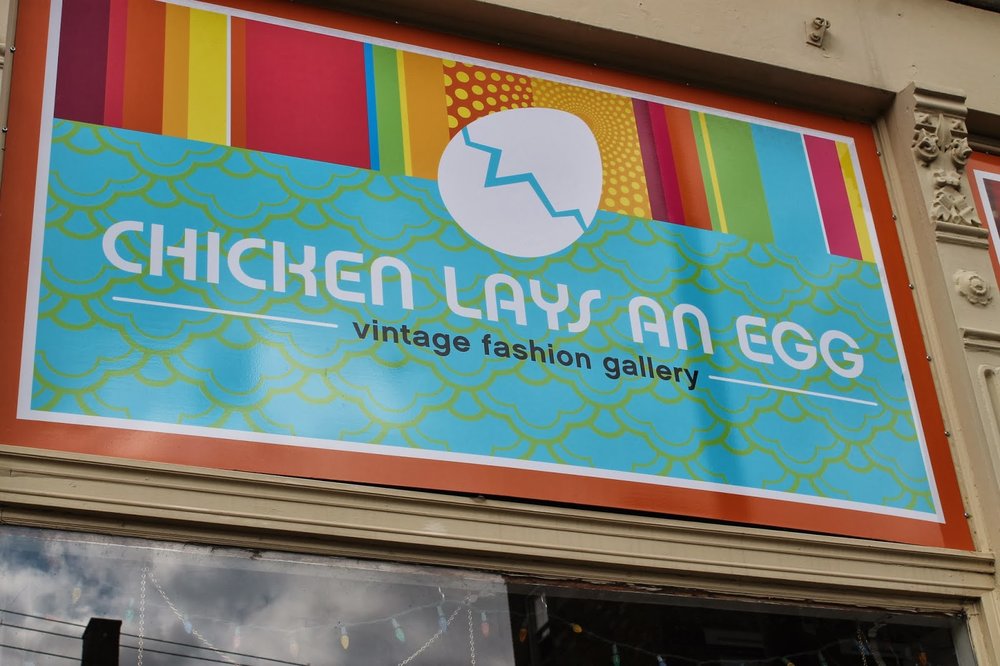 CHICKEN LAYS AN EGG
vintage fashion gallery